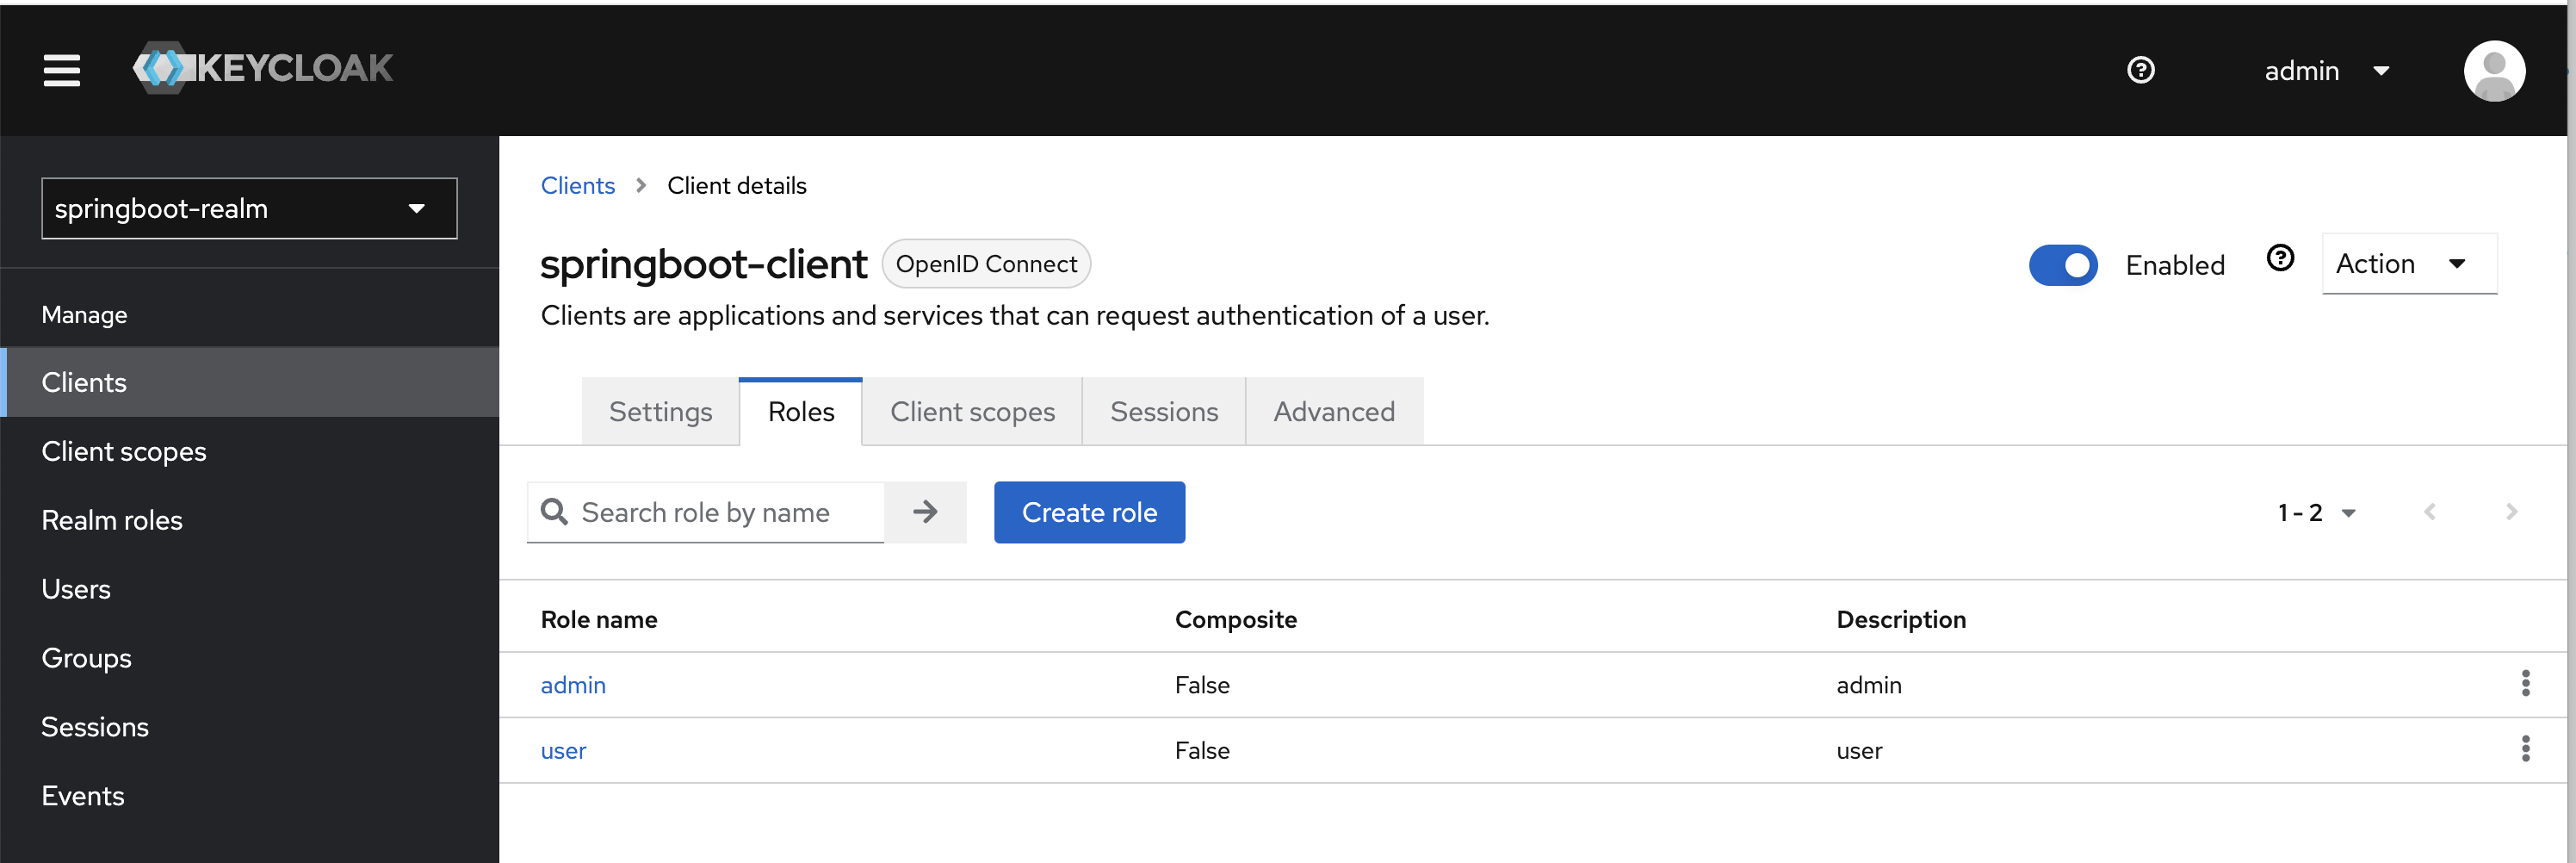 KEYCLOAK
admin
springboot-realm
Manage
Clients
Client scopes
Realm roles
Users
Groups
Sessions
Events
Clients > Client details
springboot-client OpenID Connect
Enabled
Action
Clients are applications and services that can request authentication of a user.
Settings Roles Client scopes Sessions Advanced
Search role by name
Create role
1 - 2
Role name Composite Description
admin False admin
user False user